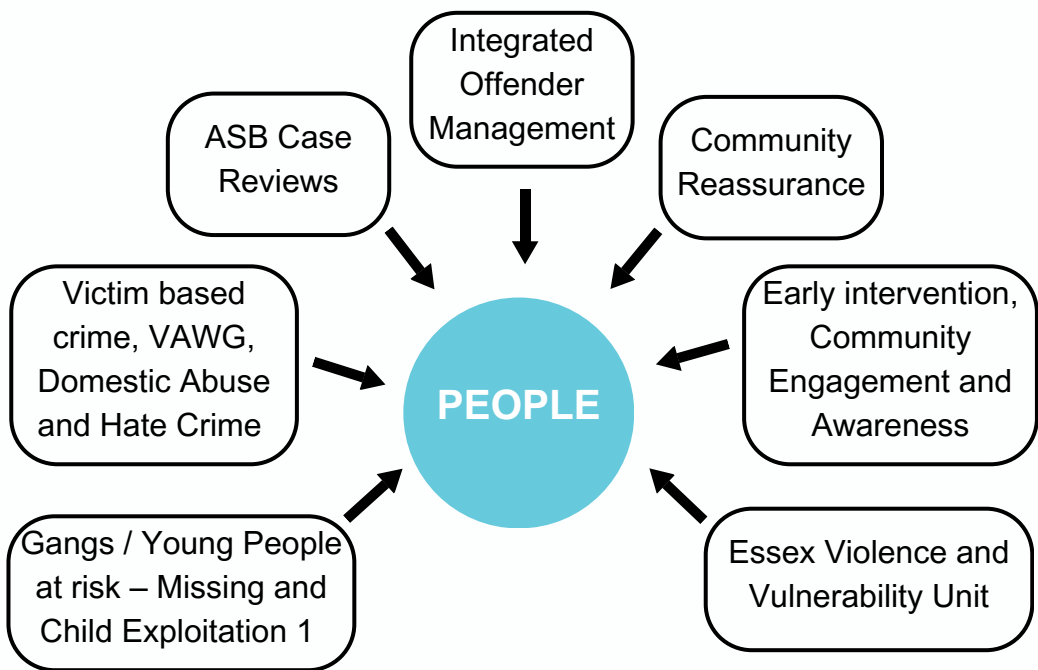 Integrated
Offender
Management
ASB Case
Reviews
Community
Reassurance
Victim based
crime, VAWG,
Domestic Abuse
and Hate Crime
Early intervention,
Community
Engagement and
Awareness
PEOPLE
Gangs / Young People
at risk – Missing and
Child Exploitation 1
Essex Violence and
Vulnerability Unit